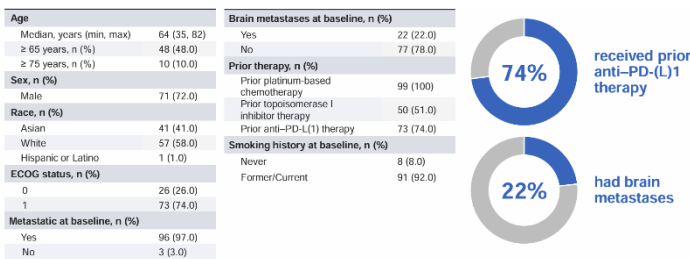 Age
Median, years (min, max) 64 (35, 82)
≥ 65 years, n (%) 48 (48.0)
≥ 75 years, n (%) 10 (10.0)
Sex, n (%)
Male 71 (72.0)
Race, n (%)
Asian 41 (41.0)
White 57 (58.0)
Hispanic or Latino 1 (1.0)
ECOG status, n (%)
0 26 (26.0)
1 73 (74.0)
Metastatic at baseline, n (%)
Yes 96 (97.0)
No 3 (3.0)
Brain metastases at baseline, n (%)
Yes 22 (22.0)
No 77 (78.0)
Prior therapy, n (%)
Prior platinum-based
chemotherapy 99 (100)
Prior topoisomerase I
inhibitor therapy 50 (51.0)
Prior anti–PD-L(1) therapy 73 (74.0)
Smoking history at baseline, n (%)
Never 8 (8.0)
Former/Current 91 (92.0)
74%
received prior
anti–PD-(L)1
therapy
22%
had brain
metastases